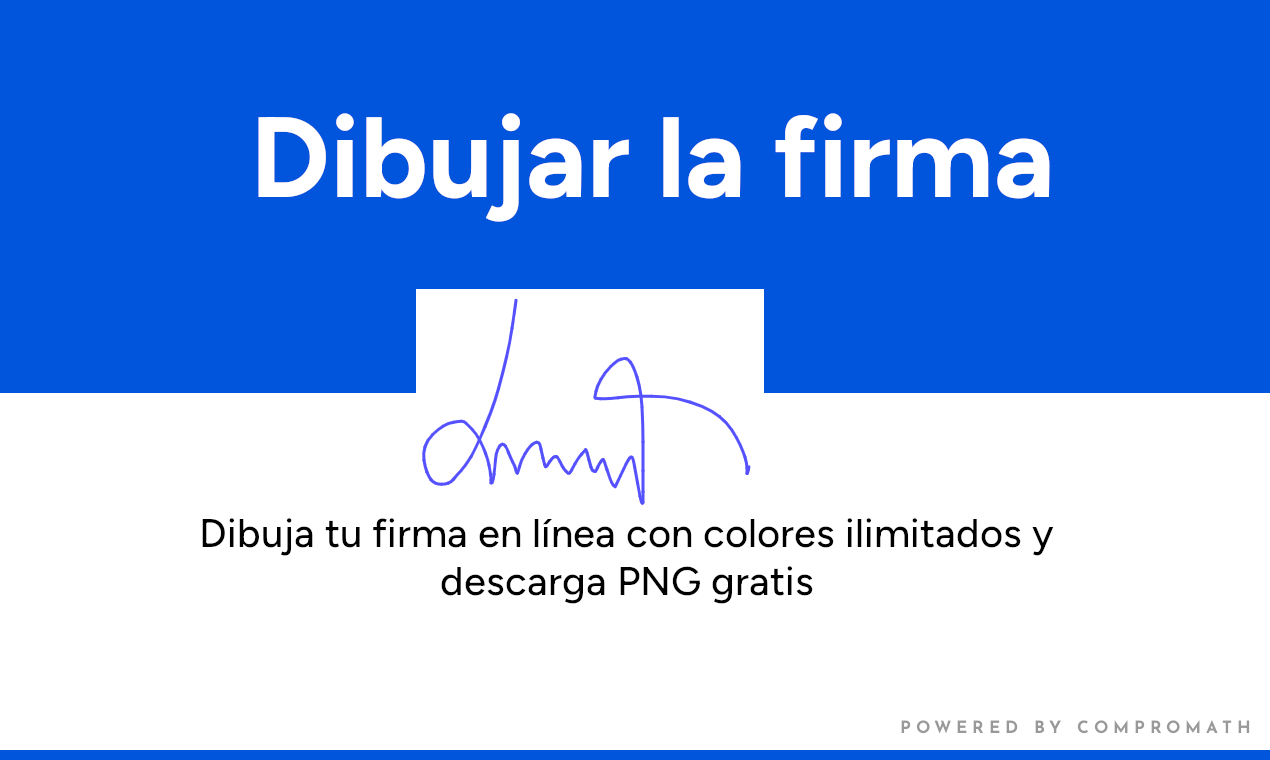 Dibujar la firma
Dibuja tu firma en línea con colores ilimitados y
descarga PNG gratis
POWERED BY COMPROMATH